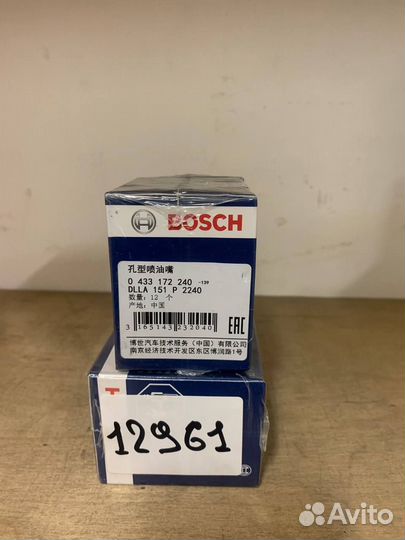 BOSCH
孔型喷油嘴
0 433 172 240 -139
DLLA 151 P 2240
数量: 12 个
产地: 中国
3 165143 232040
EAC
博世汽车技术服务（中国）有限公司
南京经济技术开发区东区博润路1号
T
12961
Avito